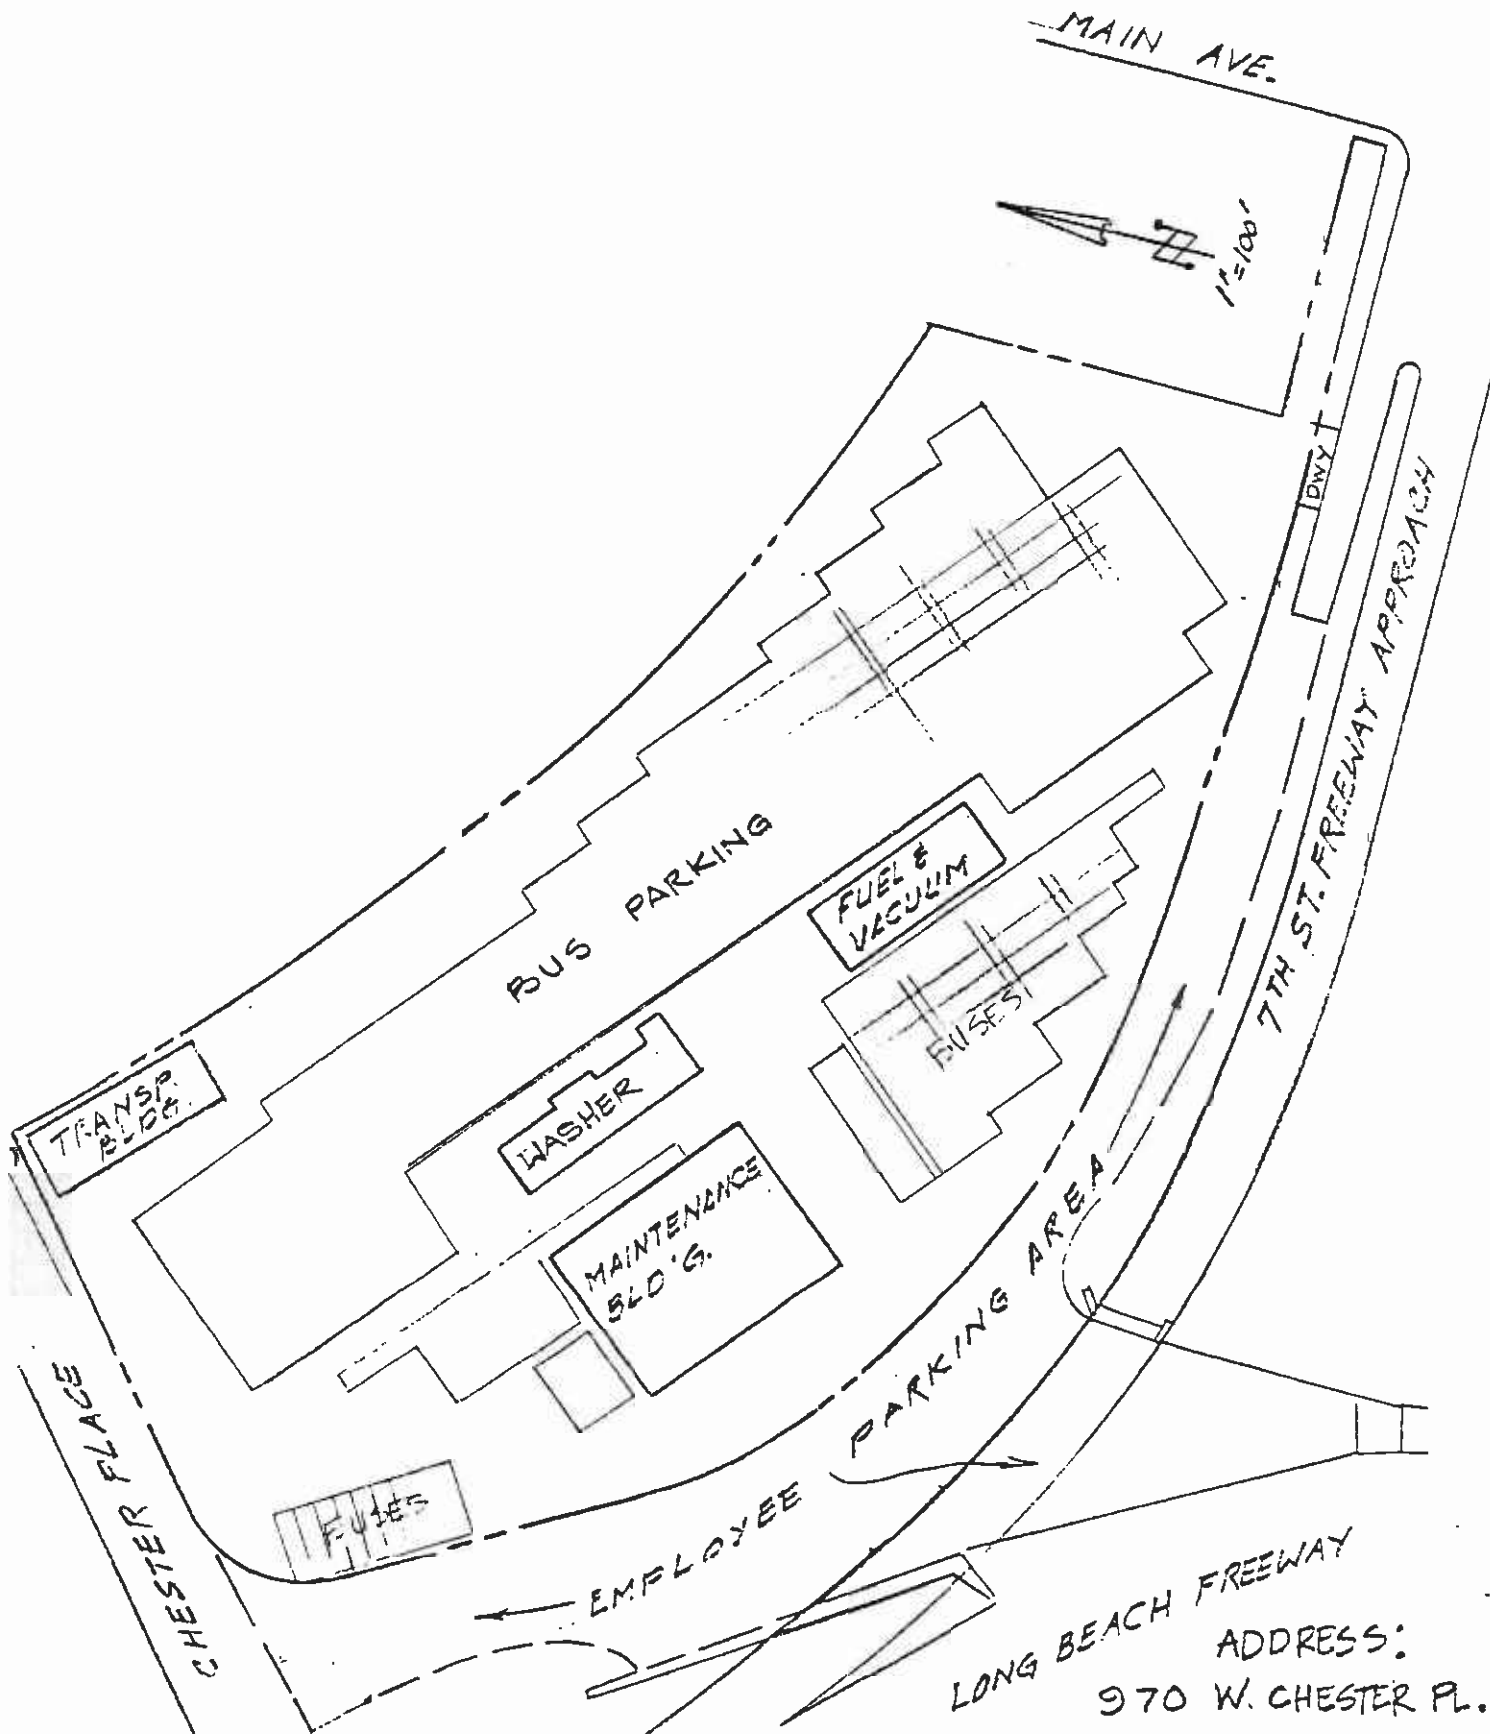 MAIN AVE.
N
1"=100'
DWY
7TH ST. FREEWAY APPROACH
BUS PARKING
FUEL &
VACUUM
BUSES
TRANSP.
BLDG.
WASHER
MAINTENANCE
BLD'G.
CHESTER PLACE
BUSES
EMPLOYEE PARKING AREA
LONG BEACH FREEWAY
ADDRESS:
970 W. CHESTER PL.